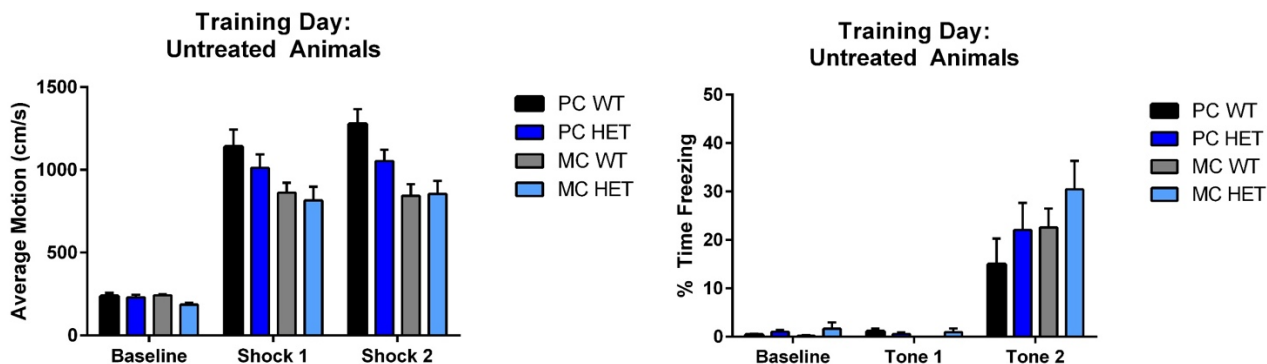 Training Day:
Untreated Animals
Average Motion (cm/s)
1500
1000
500
0
Baseline
Shock 1
Shock 2
PC WT
PC HET
MC WT
MC HET
Training Day:
Untreated Animals
% Time Freezing
50
40
30
20
10
0
Baseline
Tone 1
Tone 2
PC WT
PC HET
MC WT
MC HET